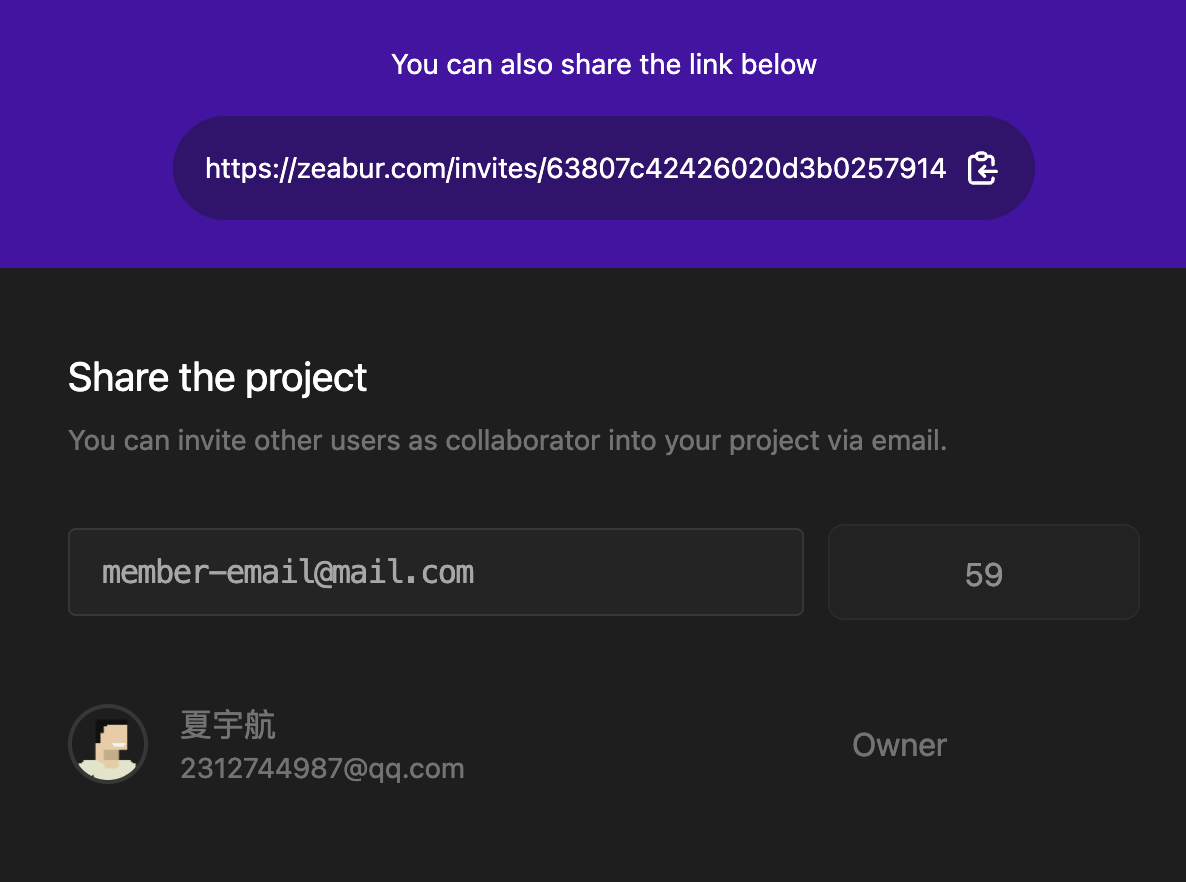 You can also share the link below
https://zeabur.com/invites/63807c42426020d3b0257914
Share the project
You can invite other users as collaborator into your project via email.
member-email@mail.com
59
夏宇航
2312744987@qq.com
Owner